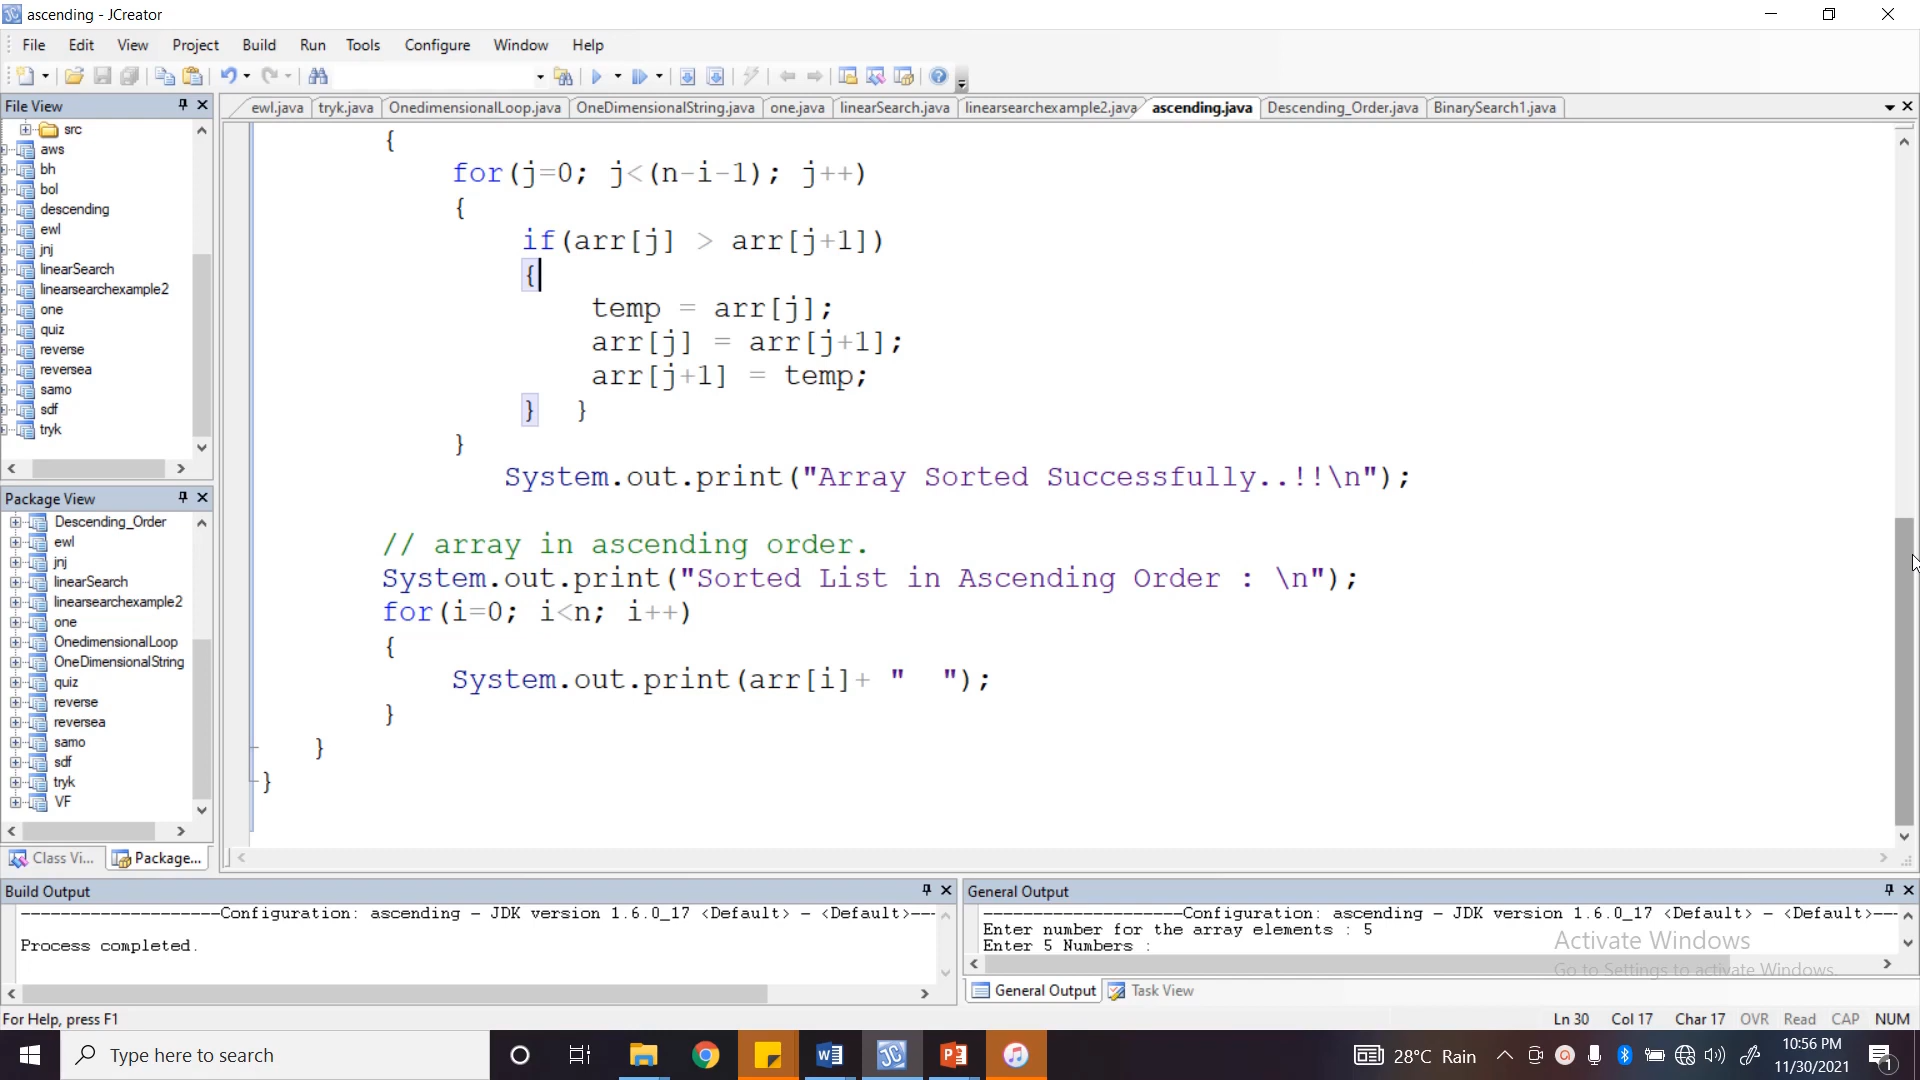 ascending - JCreator
File Edit View Project Build Run Tools Configure Window Help
File View
src
aws
bh
bol
descending
ewl
jnj
linearSearch
linearsearchexample2
one
quiz
reverse
reversea
samo
sdf
tryk
Package View
Descending_Order
ewl
jnj
linearSearch
linearsearchexample2
one
OnedimensionalLoop
OneDimensionalString
quiz
reverse
reversea
samo
sdf
tryk
VF
Class Vi... Package...
ewl.java tryk.java OnedimensionalLoop.java OneDimensionalString.java one.java linearSearch.java linearsearchexample2.java ascending.java Descending_Order.java BinarySearch1.java
{
for(j=0; j<(n-i-1); j++)
{
if(arr[j] > arr[j+1])
{
temp = arr[j];
arr[j] = arr[j+1];
arr[j+1] = temp;
} }
}
System.out.print("Array Sorted Successfully..!!\n");
// array in ascending order.
System.out.print("Sorted List in Ascending Order : \n");
for(i=0; i<n; i++)
{
System.out.print(arr[i]+ "  ");
}
}
}
Build Output
--------------------Configuration: ascending - JDK version 1.6.0_17 <Default> - <Default>---
Process completed.
General Output
--------------------Configuration: ascending - JDK version 1.6.0_17 <Default> - <Default>---
Enter number for the array elements : 5
Enter 5 Numbers :
Activate Windows
Go to Settings to activate Windows.
General Output Task View
For Help, press F1
Ln 30 Col 17 Char 17 OVR Read CAP NUM
Type here to search
28°C Rain
10:56 PM
11/30/2021
1